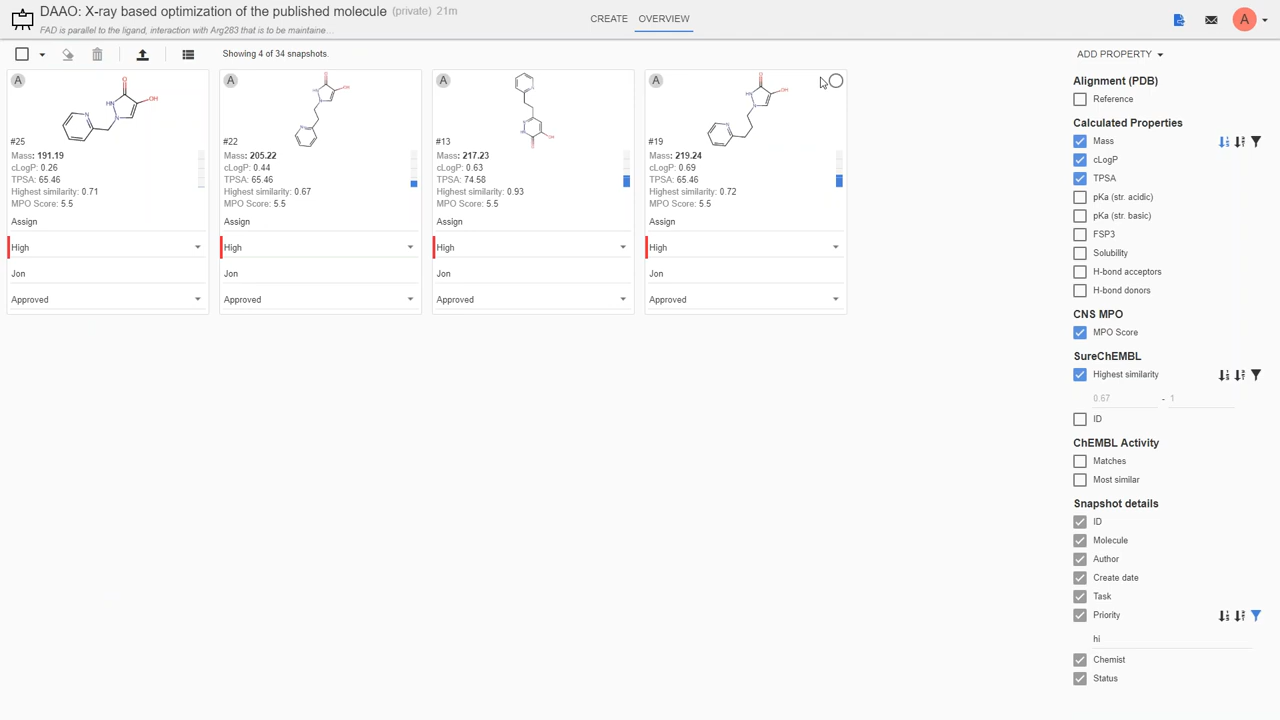 DAAO: X-ray based optimization of the published molecule (private) 21m
FAD is parallel to the ligand, interaction with Arg283 that is to be maintaine...
CREATE OVERVIEW
A
Showing 4 of 34 snapshots.
ADD PROPERTY
A
#25
Mass: 191.19
cLogP: 0.26
TPSA: 65.46
Highest similarity: 0.71
MPO Score: 5.5
Assign
High
Jon
Approved
A
#22
Mass: 205.22
cLogP: 0.44
TPSA: 65.46
Highest similarity: 0.67
MPO Score: 5.5
Assign
High
Jon
Approved
A
#13
Mass: 217.23
cLogP: 0.63
TPSA: 74.58
Highest similarity: 0.93
MPO Score: 5.5
Assign
High
Jon
Approved
A
#19
Mass: 219.24
cLogP: 0.69
TPSA: 65.46
Highest similarity: 0.72
MPO Score: 5.5
Assign
High
Jon
Approved
Alignment (PDB)
Reference
Calculated Properties
Mass
cLogP
TPSA
pKa (str. acidic)
pKa (str. basic)
FSP3
Solubility
H-bond acceptors
H-bond donors
CNS MPO
MPO Score
SureChEMBL
Highest similarity
0.67 - 1
ID
ChEMBL Activity
Matches
Most similar
Snapshot details
ID
Molecule
Author
Create date
Task
Priority
hi
Chemist
Status